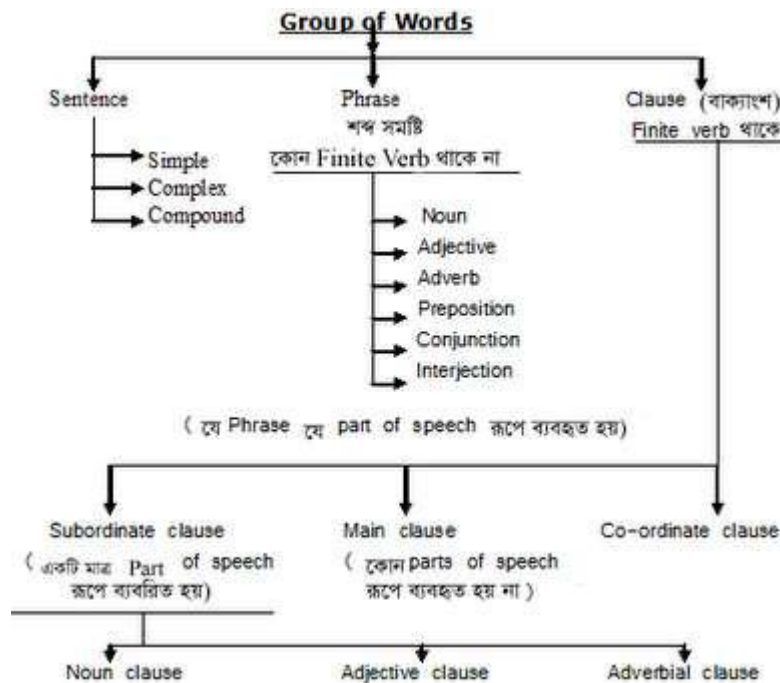 Group of Words
Sentence Phrase Clause (বাক্যাংশ)
শব্দ সমষ্টি Finite verb থাকে
কোন Finite Verb থাকে না
Simple
Complex
Compound
Noun
Adjective
Adverb
Preposition
Conjunction
Interjection
( যে Phrase যে part of speech রূপে ব্যবহৃত হয়)
Subordinate clause Main clause Co-ordinate clause
( একটি মাত্র Part of speech ( কোন parts of speech
রূপে ব্যবরিত হয়) রূপে ব্যবহৃত হয় না )
Noun clause Adjective clause Adverbial clause